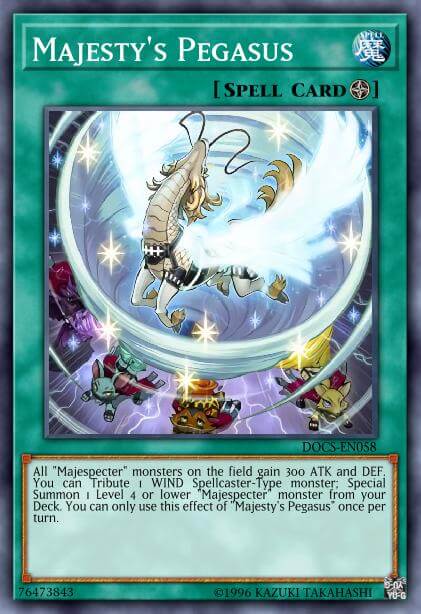 Majesty's Pegasus
SPELL
魔
[Spell Card]
DOCS-EN058
All "Majespecter" monsters on the field gain 300 ATK and DEF.
You can Tribute 1 WIND Spellcaster-Type monster; Special
Summon 1 Level 4 or lower "Majespecter" monster from your
Deck. You can only use this effect of "Majesty's Pegasus" once per
turn.
76473843
©1996 KAZUKI TAKAHASHI